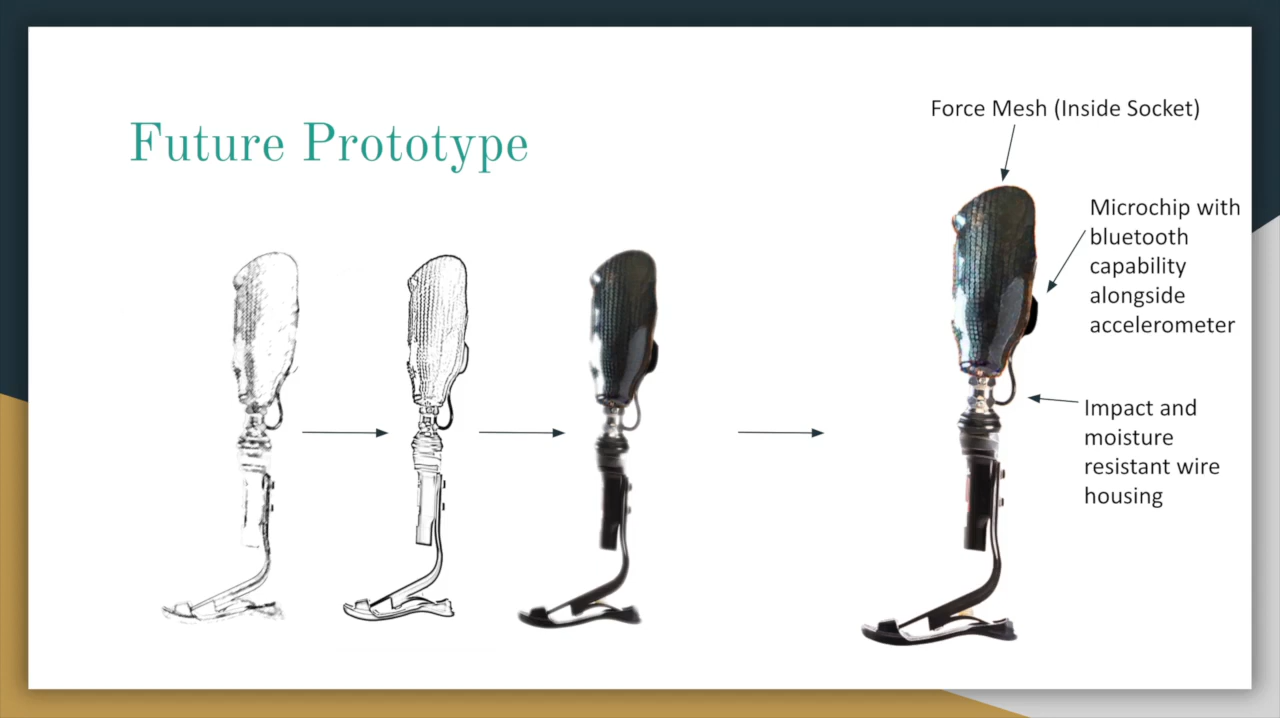 Future Prototype
Force Mesh (Inside Socket)
Microchip with
bluetooth
capability
alongside
accelerometer
Impact and
moisture
resistant wire
housing